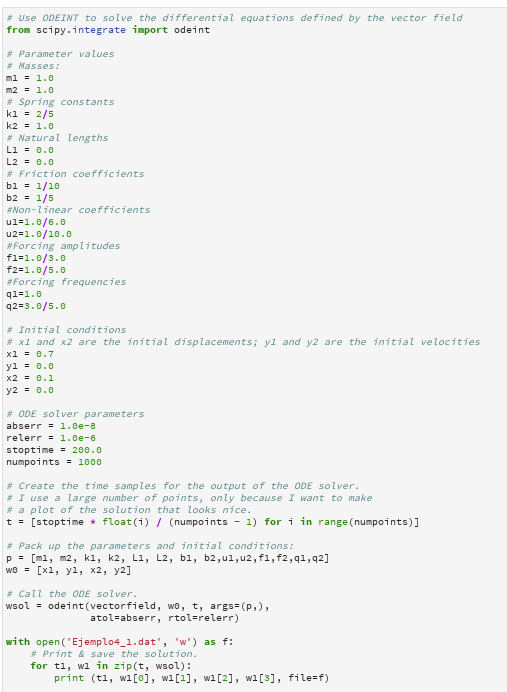 # Use ODEINT to solve the differential equations defined by the vector field
from scipy.integrate import odeint
# Parameter values
# Masses:
m1 = 1.0
m2 = 1.0
# Spring constants
k1 = 2/5
k2 = 1.0
# Natural lengths
L1 = 0.0
L2 = 0.0
# Friction coefficients
b1 = 1/10
b2 = 1/5
#Non-linear coefficients
u1=1.0/6.0
u2=1.0/10.0
#Forcing amplitudes
f1=1.0/3.0
f2=1.0/5.0
#Forcing frequencies
q1=1.0
q2=3.0/5.0
# Initial conditions
# x1 and x2 are the initial displacements; y1 and y2 are the initial velocities
x1 = 0.7
y1 = 0.0
x2 = 0.1
y2 = 0.0
# ODE solver parameters
abserr = 1.0e-8
relerr = 1.0e-6
stoptime = 200.0
numpoints = 1000
# Create the time samples for the output of the ODE solver.
# I use a large number of points, only because I want to make
# a plot of the solution that looks nice.
t = [stoptime * float(i) / (numpoints - 1) for i in range(numpoints)]
# Pack up the parameters and initial conditions:
p = [m1, m2, k1, k2, L1, L2, b1, b2,u1,u2,f1,f2,q1,q2]
w0 = [x1, y1, x2, y2]
# Call the ODE solver.
wsol = odeint(vectorfield, w0, t, args=(p,),
atol=abserr, rtol=relerr)
with open('Ejemplo4_1.dat', 'w') as f:
# Print & save the solution.
for t1, w1 in zip(t, wsol):
print (t1, w1[0], w1[1], w1[2], w1[3], file=f)